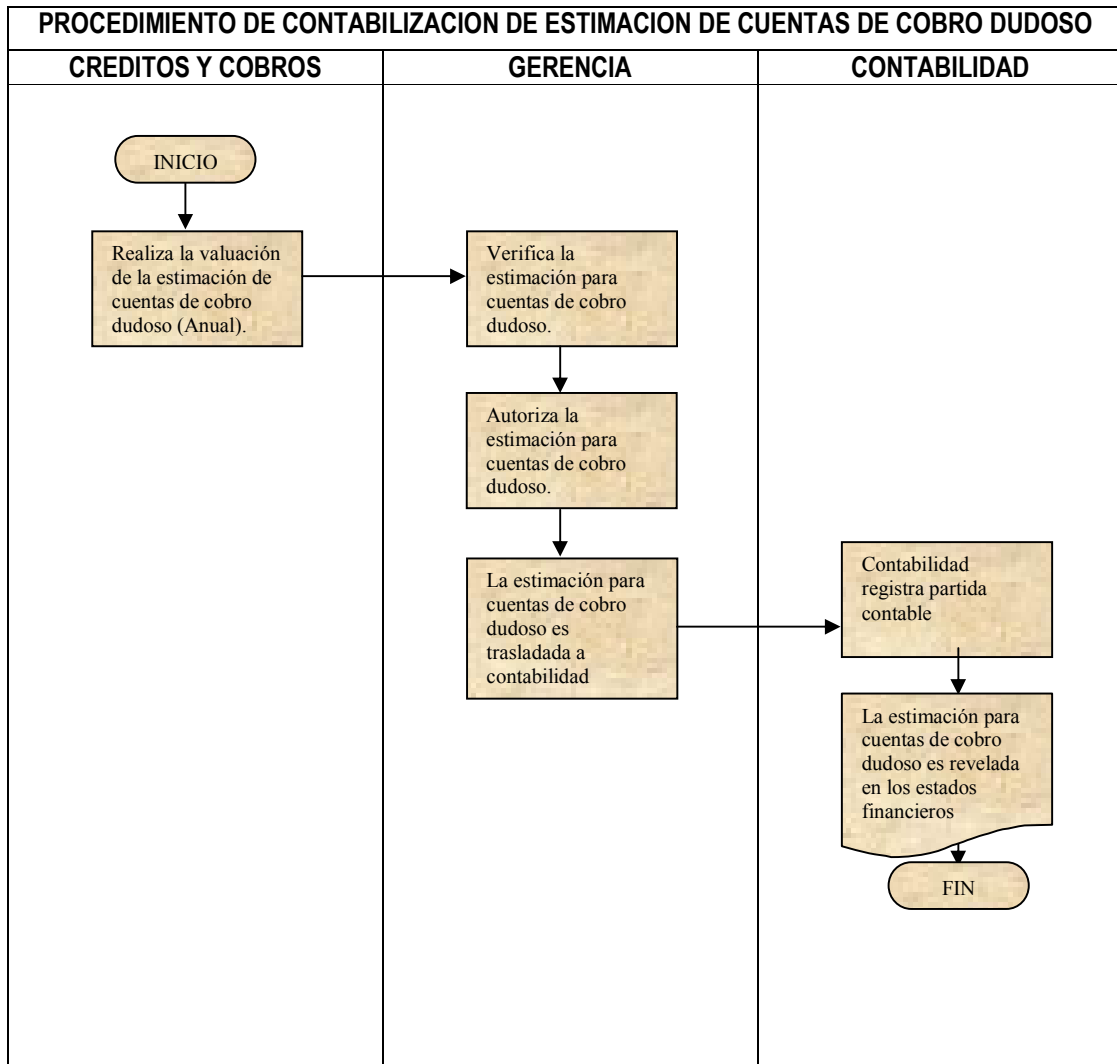 PROCEDIMIENTO DE CONTABILIZACION DE ESTIMACION DE CUENTAS DE COBRO DUDOSO
CREDITOS Y COBROS
GERENCIA
CONTABILIDAD
INICIO
Realiza la valuación
de la estimación de
cuentas de cobro
dudoso (Anual).
Verifica la
estimación para
cuentas de cobro
dudoso.
Autoriza la
estimación para
cuentas de cobro
dudoso.
La estimación para
cuentas de cobro
dudoso es
trasladada a
contabilidad
Contabilidad
registra partida
contable
La estimación para
cuentas de cobro
dudoso es revelada
en los estados
financieros
FIN